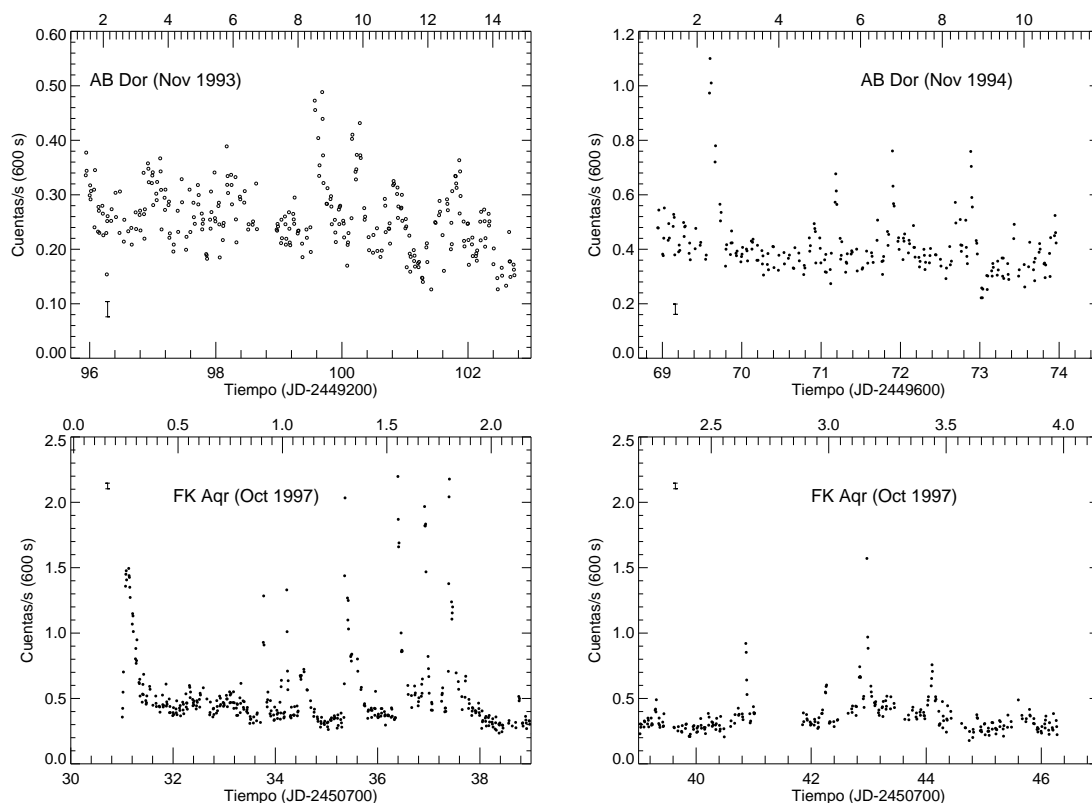 2 4 6 8 10 12 14
0.60
0.50
0.40
0.30
0.20
0.10
0.00
Cuentas/s (600 s)
AB Dor (Nov 1993)
96 98 100 102
Tiempo (JD-2449200)
2 4 6 8 10
1.2
1.0
0.8
0.6
0.4
0.2
0.0
Cuentas/s (600 s)
AB Dor (Nov 1994)
69 70 71 72 73 74
Tiempo (JD-2449600)
0.0 0.5 1.0 1.5 2.0
2.5
2.0
1.5
1.0
0.5
0.0
Cuentas/s (600 s)
FK Aqr (Oct 1997)
30 32 34 36 38
Tiempo (JD-2450700)
2.5 3.0 3.5 4.0
2.5
2.0
1.5
1.0
0.5
0.0
Cuentas/s (600 s)
FK Aqr (Oct 1997)
40 42 44 46
Tiempo (JD-2450700)